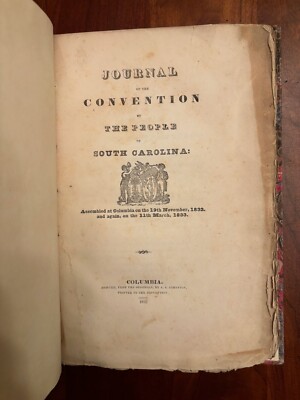 JOURNAL
OF THE
CONVENTION
OF
THE PEOPLE
OF
SOUTH CAROLINA:
Assembled at Columbia on the 19th November, 1832,
and again, on the 11th March, 1833.
COLUMBIA,
PRINTED